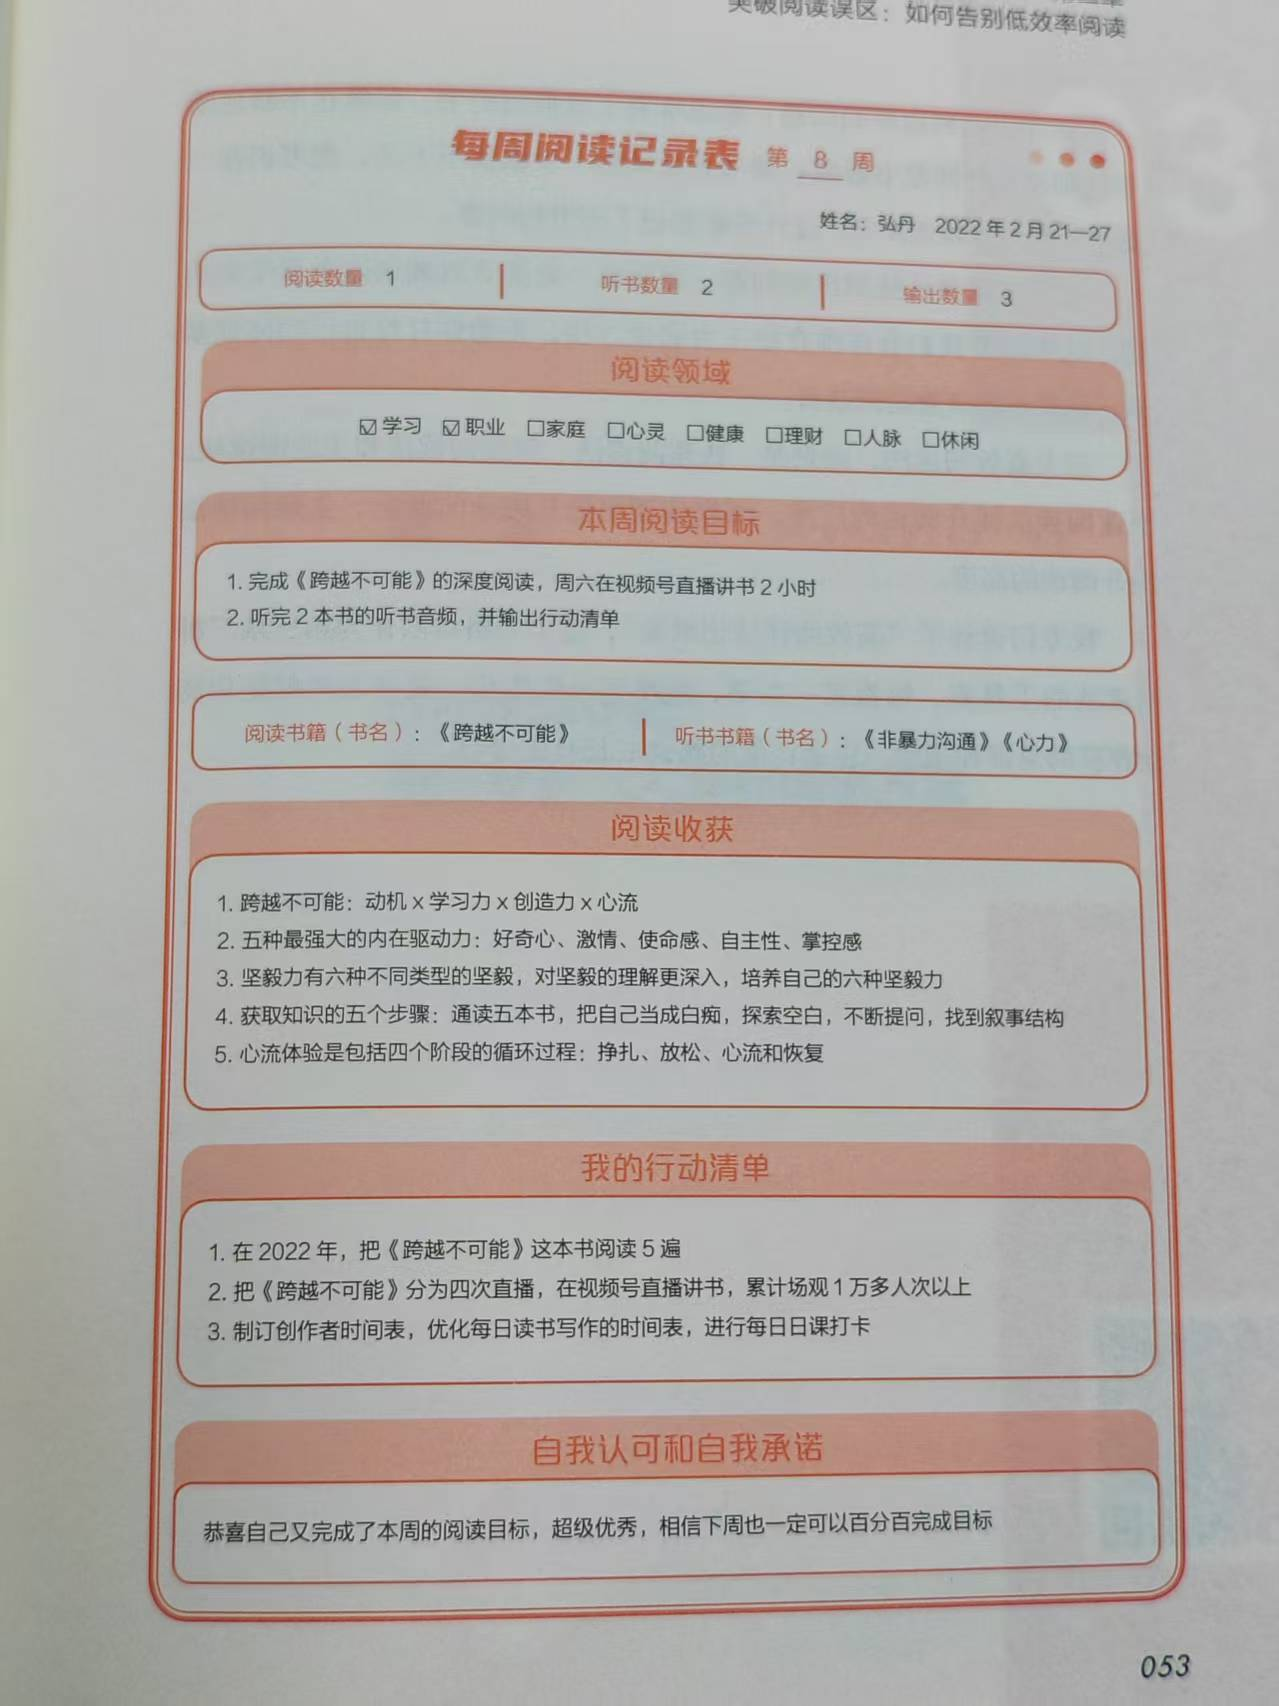 突破阅读误区：如何告别低效率阅读
每周阅读记录表 第 8 周
姓名：弘丹 2022 年 2 月 21—27
阅读数量 1 听书数量 2 输出数量 3
阅读领域
☑学习 ☑职业 □家庭 □心灵 □健康 □理财 □人脉 □休闲
本周阅读目标
1. 完成《跨越不可能》的深度阅读，周六在视频号直播讲书 2 小时
2. 听完 2 本书的听书音频，并输出行动清单
阅读书籍（书名）：《跨越不可能》 听书书籍（书名）：《非暴力沟通》《心力》
阅读收获
1. 跨越不可能：动机 x 学习力 x 创造力 x 心流
2. 五种最强大的内在驱动力：好奇心、激情、使命感、自主性、掌控感
3. 坚毅力有六种不同类型的坚毅，对坚毅的理解更深入，培养自己的六种坚毅力
4. 获取知识的五个步骤：通读五本书，把自己当成白痴，探索空白，不断提问，找到叙事结构
5. 心流体验是包括四个阶段的循环过程：挣扎、放松、心流和恢复
我的行动清单
1. 在 2022 年，把《跨越不可能》这本书阅读 5 遍
2. 把《跨越不可能》分为四次直播，在视频号直播讲书，累计场观 1 万多人次以上
3. 制订创作者时间表，优化每日读书写作的时间表，进行每日日课打卡
自我认可和自我承诺
恭喜自己又完成了本周的阅读目标，超级优秀，相信下周也一定可以百分百完成目标
053